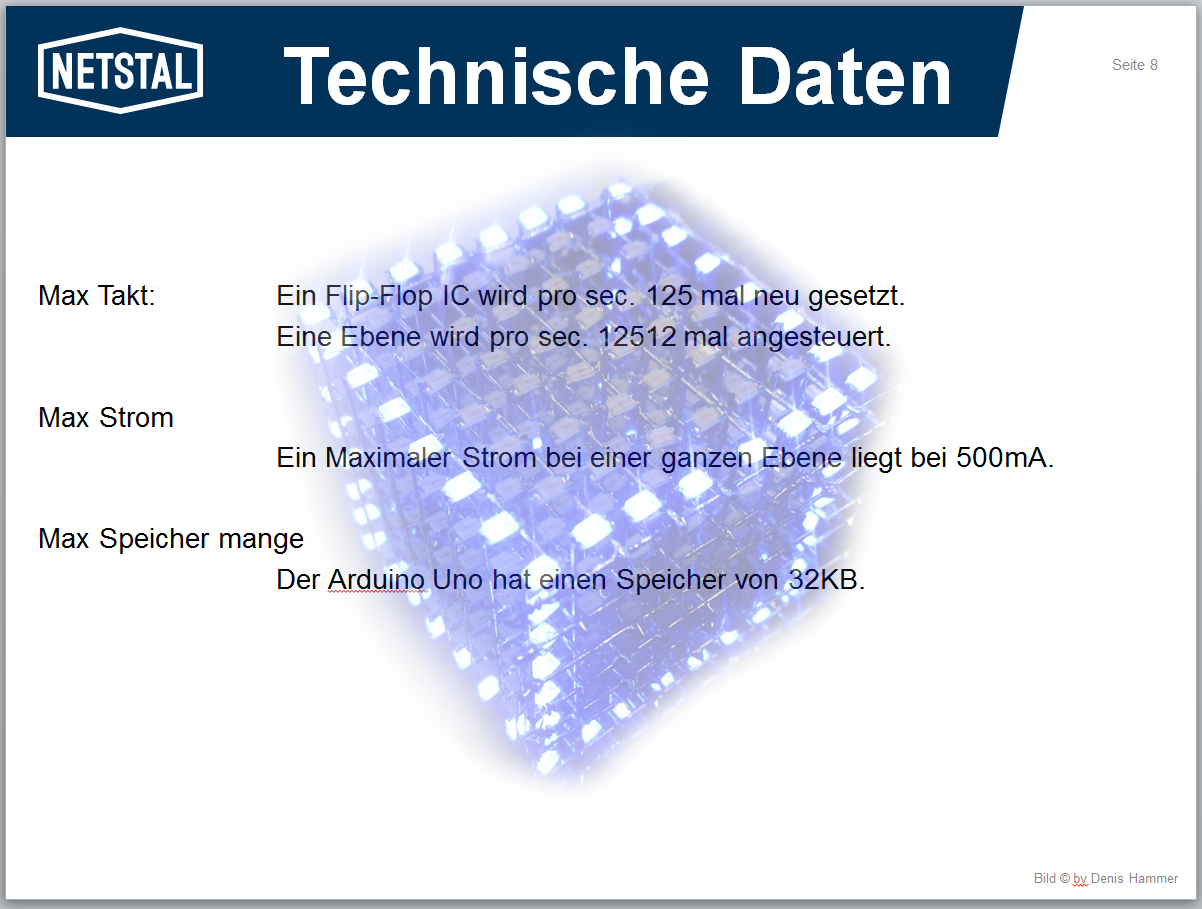 NETSTAL
Technische Daten
Seite 8
Max Takt: Ein Flip-Flop IC wird pro sec. 125 mal neu gesetzt.
Eine Ebene wird pro sec. 12512 mal angesteuert.
Max Strom
Ein Maximaler Strom bei einer ganzen Ebene liegt bei 500mA.
Max Speicher mange
Der Arduino Uno hat einen Speicher von 32KB.
Bild © by Denis Hammer